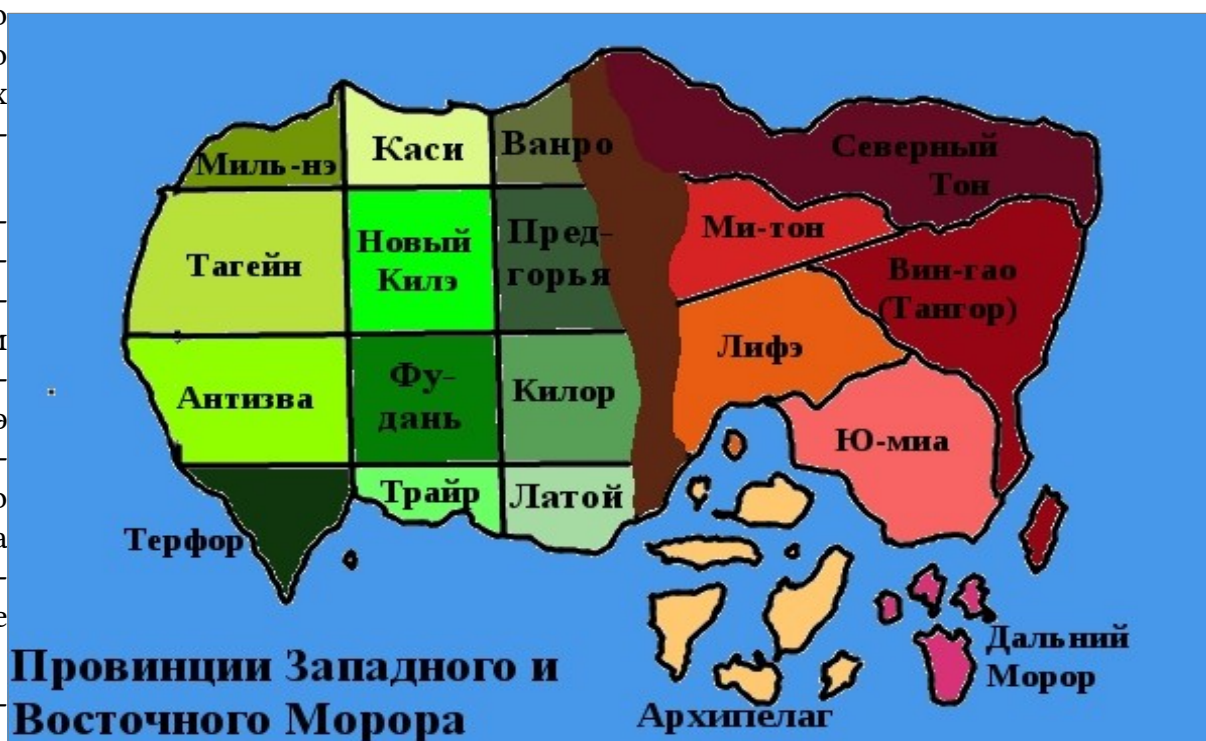 о
о
х
-
-
-
-
и
-
э
-
о
а
-
е
-
Миль-нэ
Каси
Ванро
Северный
Тон
Тагейн
Новый
Килэ
Пред-
горья
Ми-тон
Вин-гао
(Тангор)
Антизва
Фу-
дань
Килор
Лифэ
Ю-миа
Терфор
Трайр
Латой
Дальний
Морор
Архипелаг
Провинции Западного и
Восточного Морора